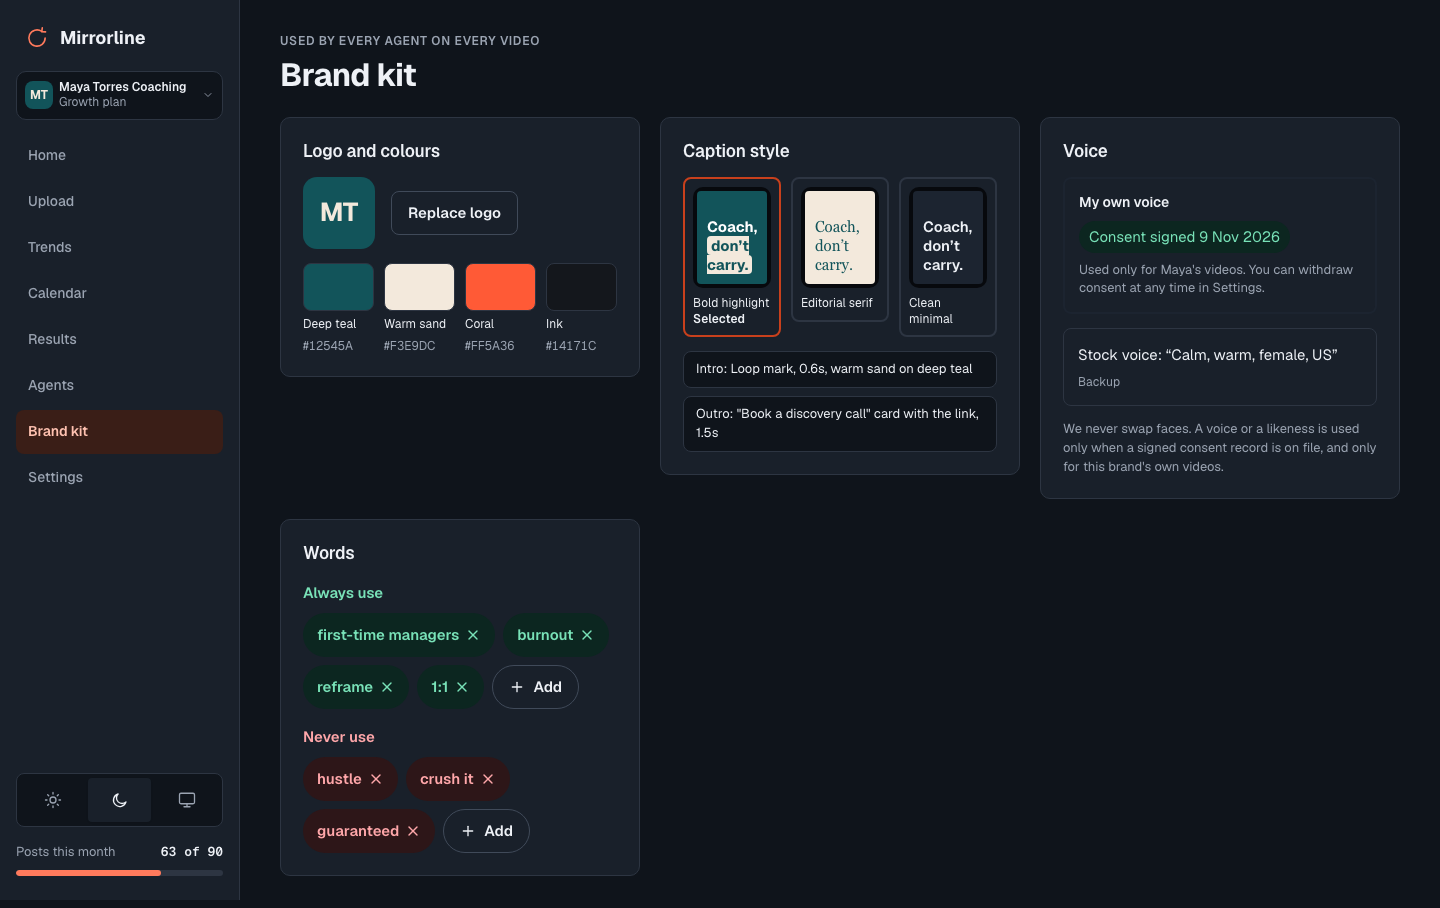 Mirrorline
MT
Maya Torres Coaching
Growth plan
Home
Upload
Trends
Calendar
Results
Agents
Brand kit
Settings
Posts this month
63 of 90
USED BY EVERY AGENT ON EVERY VIDEO
Brand kit
Logo and colours
MT
Replace logo
Deep teal
#12545A
Warm sand
#F3E9DC
Coral
#FF5A36
Ink
#14171C
Caption style
Coach,
don’t
carry.
Bold highlight
Selected
Coach,
don’t
carry.
Editorial serif
Coach,
don’t
carry.
Clean
minimal
Intro: Loop mark, 0.6s, warm sand on deep teal
Outro: "Book a discovery call" card with the link,
1.5s
Voice
My own voice
Consent signed 9 Nov 2026
Used only for Maya's videos. You can withdraw
consent at any time in Settings.
Stock voice: “Calm, warm, female, US”
Backup
We never swap faces. A voice or a likeness is used
only when a signed consent record is on file, and only
for this brand's own videos.
Words
Always use
first-time managers
burnout
reframe
1:1
Add
Never use
hustle
crush it
guaranteed
Add